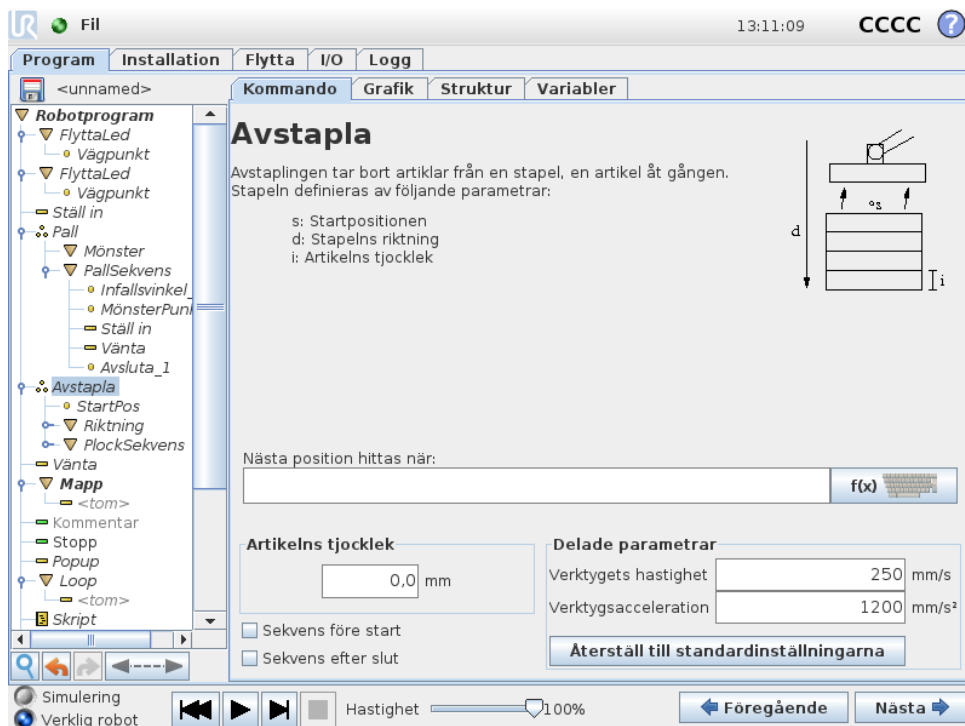 UR Fil 13:11:09 CCCC ?
Program Installation Flytta I/O Logg
<unnamed>
Robotprogram
FlyttaLed
Vägpunkt
FlyttaLed
Vägpunkt
Ställ in
Pall
Mönster
PallSekvens
Infallsvinkel_
MönsterPun
Ställ in
Vänta
Avsluta_1
Avstapla
StartPos
Riktning
PlockSekvens
Vänta
Mapp
<tom>
Kommentar
Stopp
Popup
Loop
<tom>
Skript
Kommando Grafik Struktur Variabler
Avstapla
Avstaplingen tar bort artiklar från en stapel, en artikel åt gången.
Stapeln definieras av följande parametrar:
s: Startpositionen
d: Stapelns riktning
i: Artikelns tjocklek
s
d
i
Nästa position hittas när:
f(x)
Artikelns tjocklek
0,0 mm
Sekvens före start
Sekvens efter slut
Delade parametrar
Verktygets hastighet 250 mm/s
Verktygsacceleration 1200 mm/s²
Återställ till standardinställningarna
Simulering
Verklig robot
Hastighet 100%
Föregående Nästa